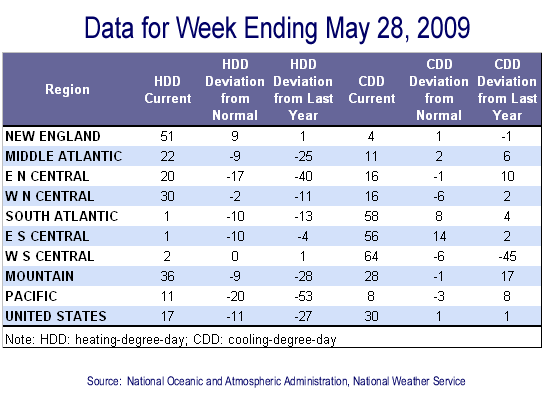 Data for Week Ending May 28, 2009
Region HDD Current HDD Deviation from Normal HDD Deviation from Last Year CDD Current CDD Deviation from Normal CDD Deviation from Last Year
NEW ENGLAND 51 9 1 4 1 -1
MIDDLE ATLANTIC 22 -9 -25 11 2 6
E N CENTRAL 20 -17 -40 16 -1 10
W N CENTRAL 30 -2 -11 16 -6 2
SOUTH ATLANTIC 1 -10 -13 58 8 4
E S CENTRAL 1 -10 -4 56 14 2
W S CENTRAL 2 0 1 64 -6 -45
MOUNTAIN 36 -9 -28 28 -1 17
PACIFIC 11 -20 -53 8 -3 8
UNITED STATES 17 -11 -27 30 1 1
Note: HDD: heating-degree-day; CDD: cooling-degree-day
Source: National Oceanic and Atmospheric Administration, National Weather Service